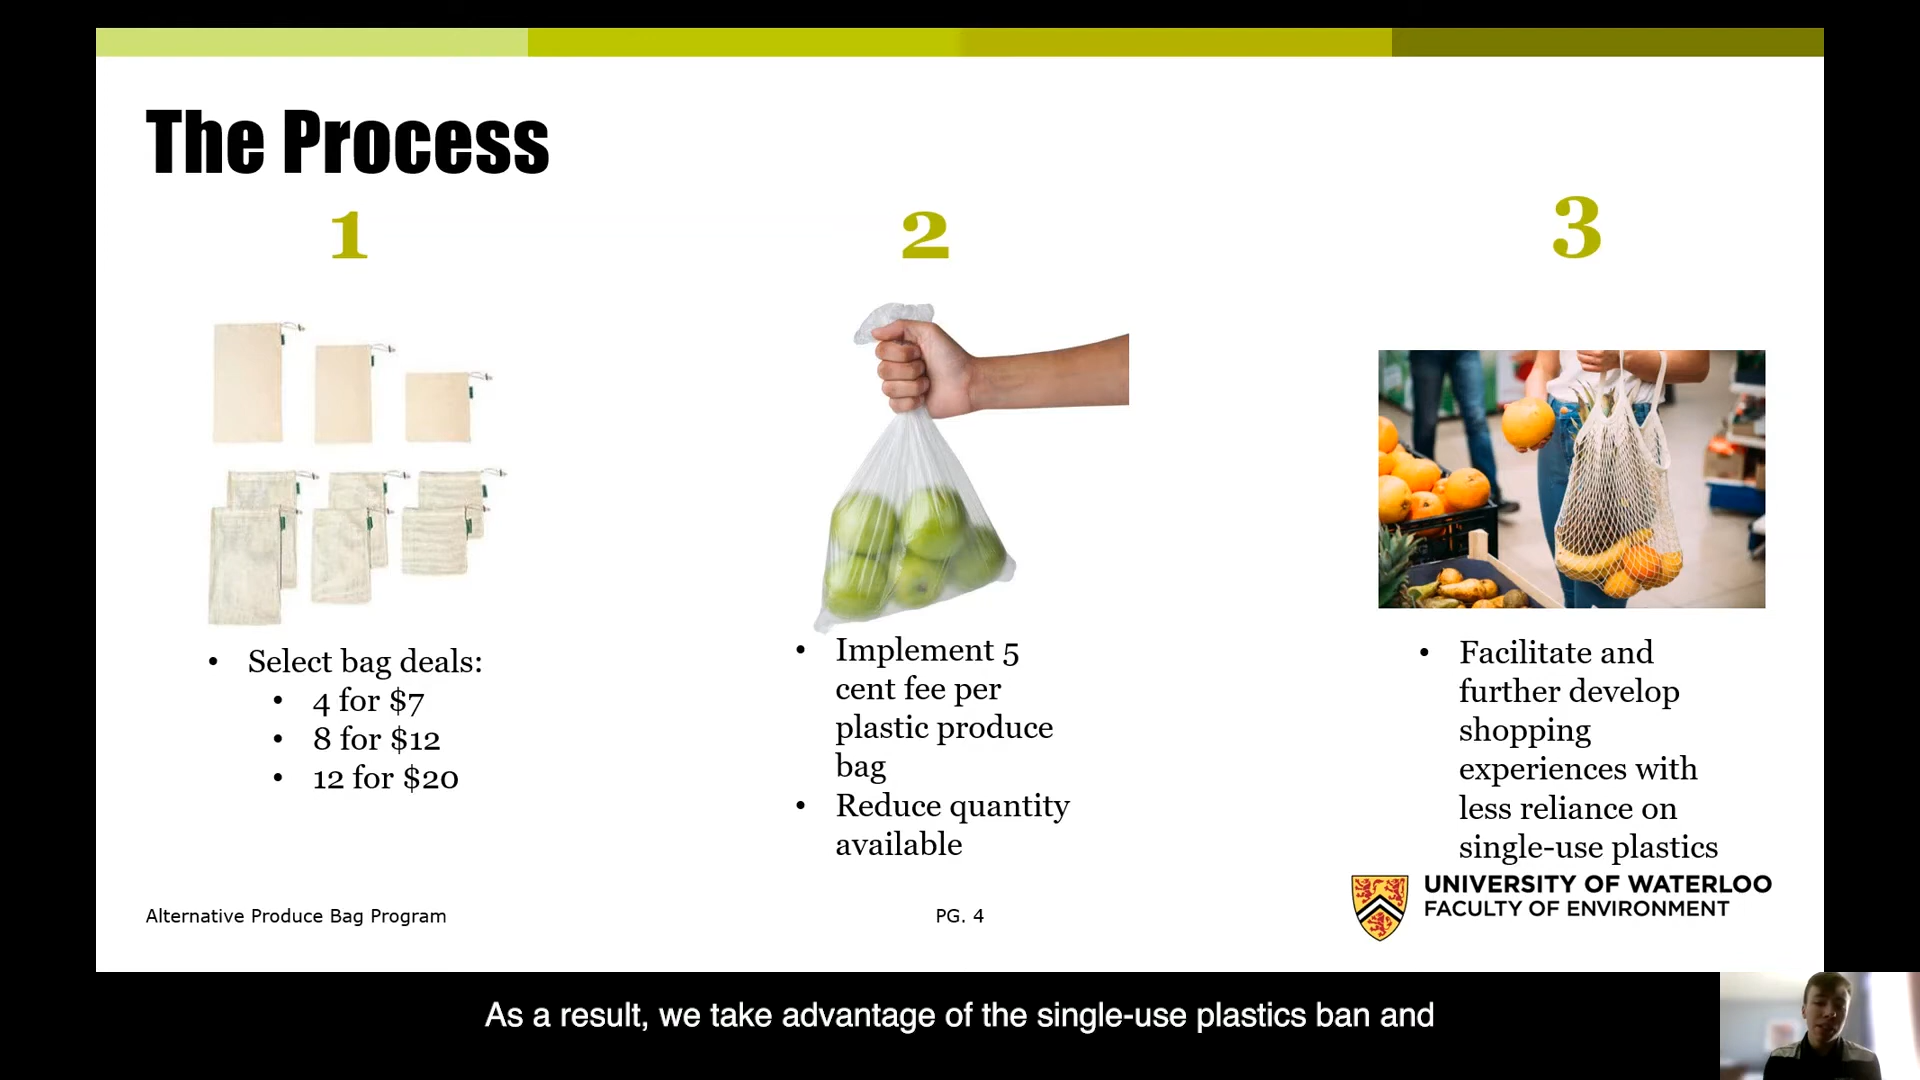 The Process
1
2
3
• Select bag deals:
• 4 for $7
• 8 for $12
• 12 for $20
• Implement 5
cent fee per
plastic produce
bag
• Reduce quantity
available
• Facilitate and
further develop
shopping
experiences with
less reliance on
single-use plastics
Alternative Produce Bag Program
PG. 4
UNIVERSITY OF WATERLOO
FACULTY OF ENVIRONMENT
As a result, we take advantage of the single-use plastics ban and